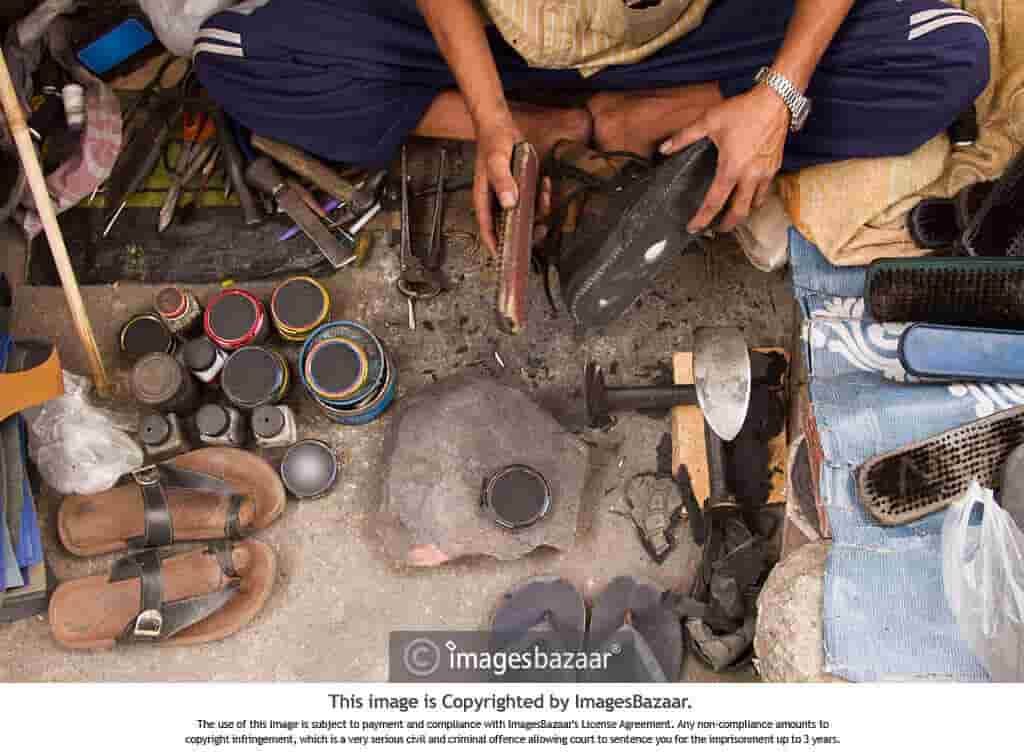 © imagesbazaar®
This image is Copyrighted by ImagesBazaar.
The use of this image is subject to payment and compliance with ImagesBazaar's License Agreement. Any non-compliance amounts to
copyright infringement, which is a very serious civil and criminal offence allowing court to sentence you for the imprisonment up to 3 years.